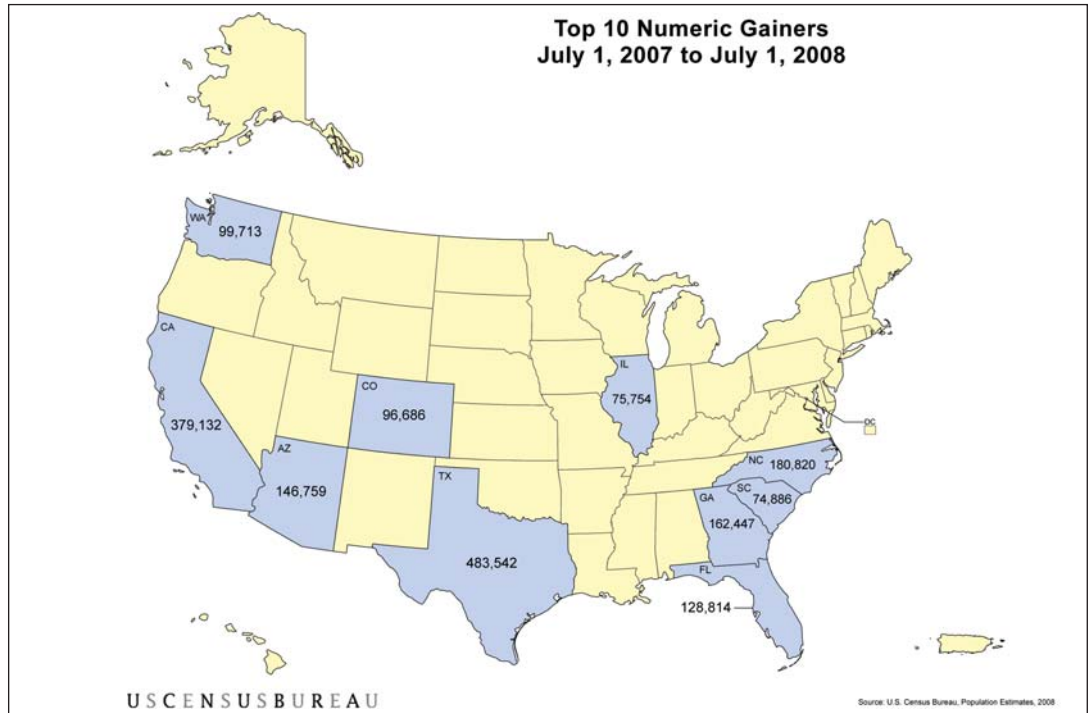 Top 10 Numeric Gainers
July 1, 2007 to July 1, 2008
WA
99,713
CA
379,132
CO
96,686
AZ
146,759
TX
483,542
IL
75,754
DC
NC 180,820
SC
74,886
GA
162,447
FL
128,814
USCENSUSBUREAU
Source: U.S. Census Bureau, Population Estimates, 2008